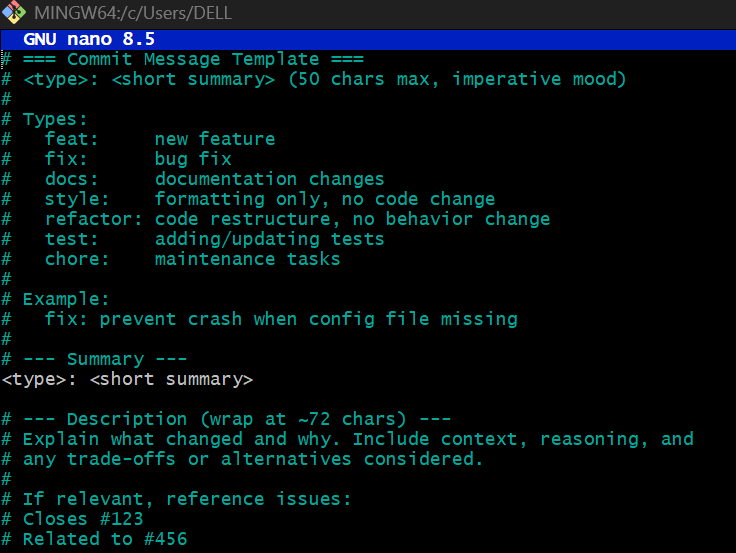 MINGW64:/c/Users/DELL
GNU nano 8.5
# === Commit Message Template ===
# <type>: <short summary> (50 chars max, imperative mood)
#
# Types:
#   feat:     new feature
#   fix:      bug fix
#   docs:     documentation changes
#   style:    formatting only, no code change
#   refactor: code restructure, no behavior change
#   test:     adding/updating tests
#   chore:    maintenance tasks
#
# Example:
#   fix: prevent crash when config file missing
#
# --- Summary ---
<type>: <short summary>

# --- Description (wrap at ~72 chars) ---
# Explain what changed and why. Include context, reasoning, and
# any trade-offs or alternatives considered.
#
# If relevant, reference issues:
# Closes #123
# Related to #456